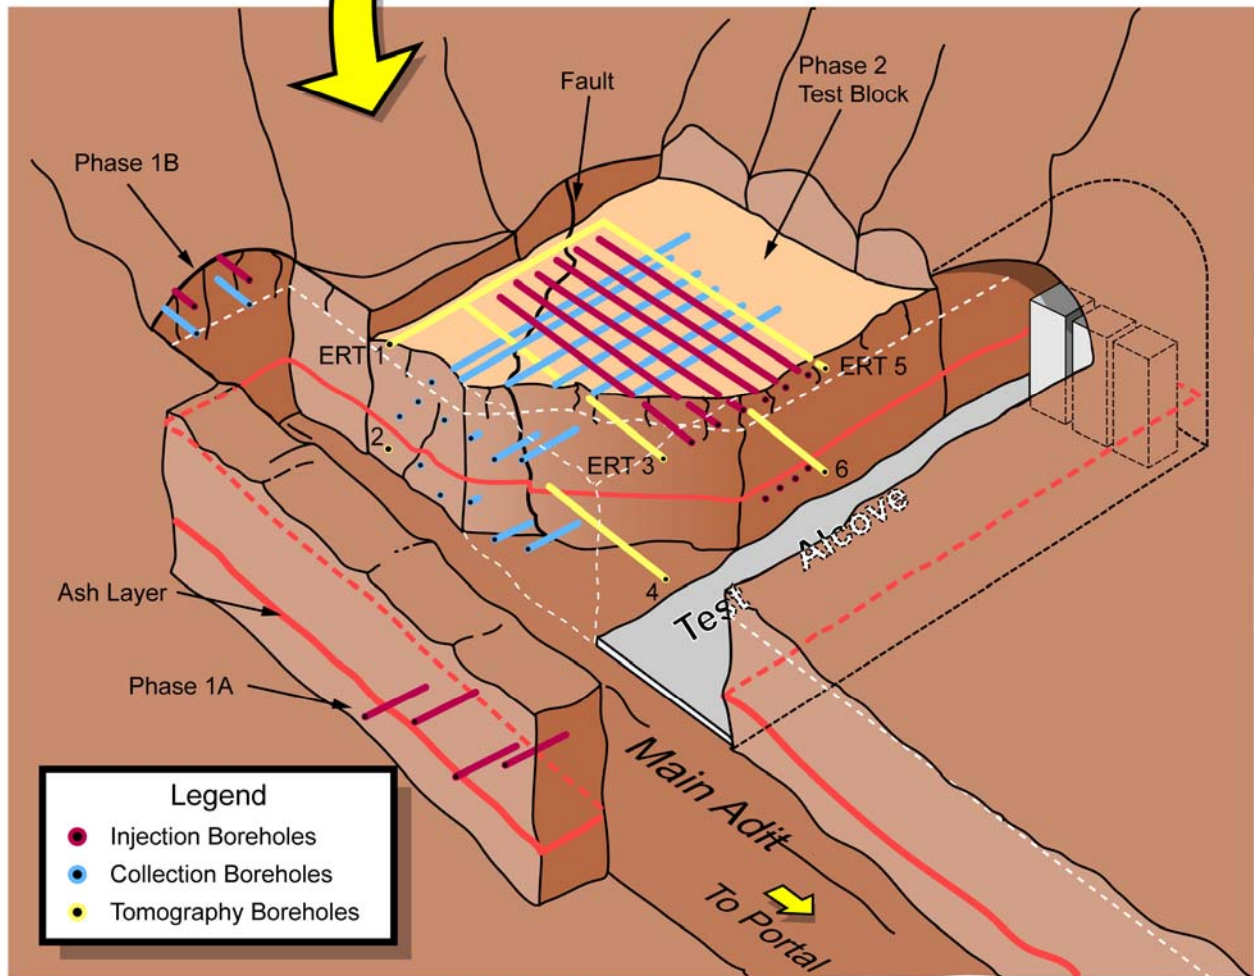 Fault
Phase 2
Test Block
Phase 1B
ERT 1
ERT 5
2
ERT 3
6
Ash Layer
4
Test Alcove
Phase 1A
Main Adit
To Portal
Legend
Injection Boreholes
Collection Boreholes
Tomography Boreholes